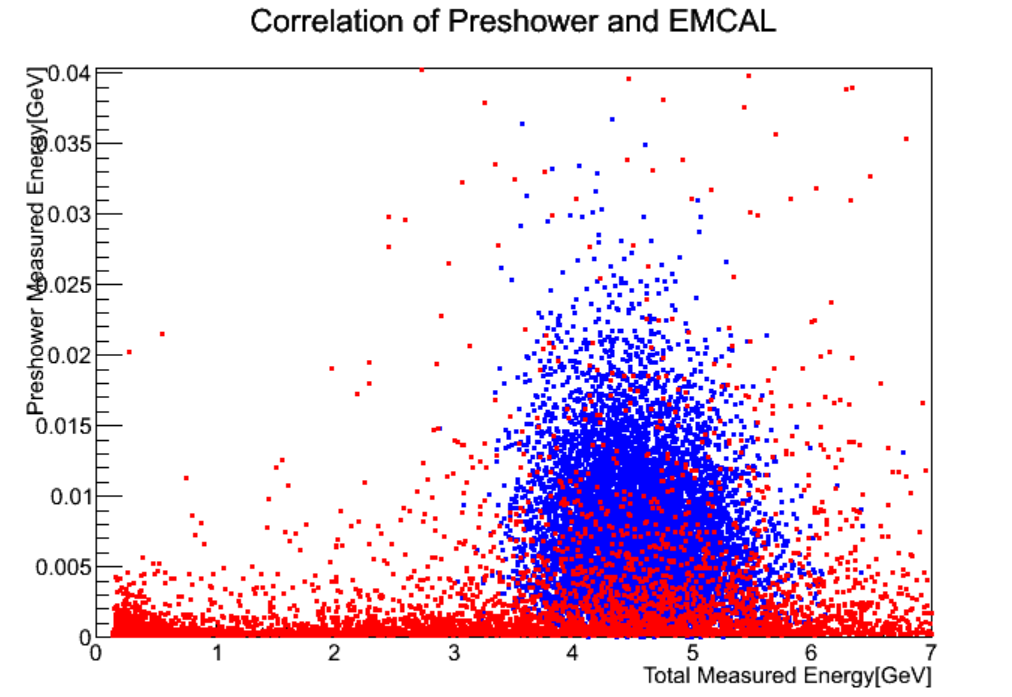 Correlation of Preshower and EMCAL
Preshower Measured Energy[GeV]
0.04
0.035
0.03
0.025
0.02
0.015
0.01
0.005
0
0 1 2 3 4 5 6 7
Total Measured Energy[GeV]